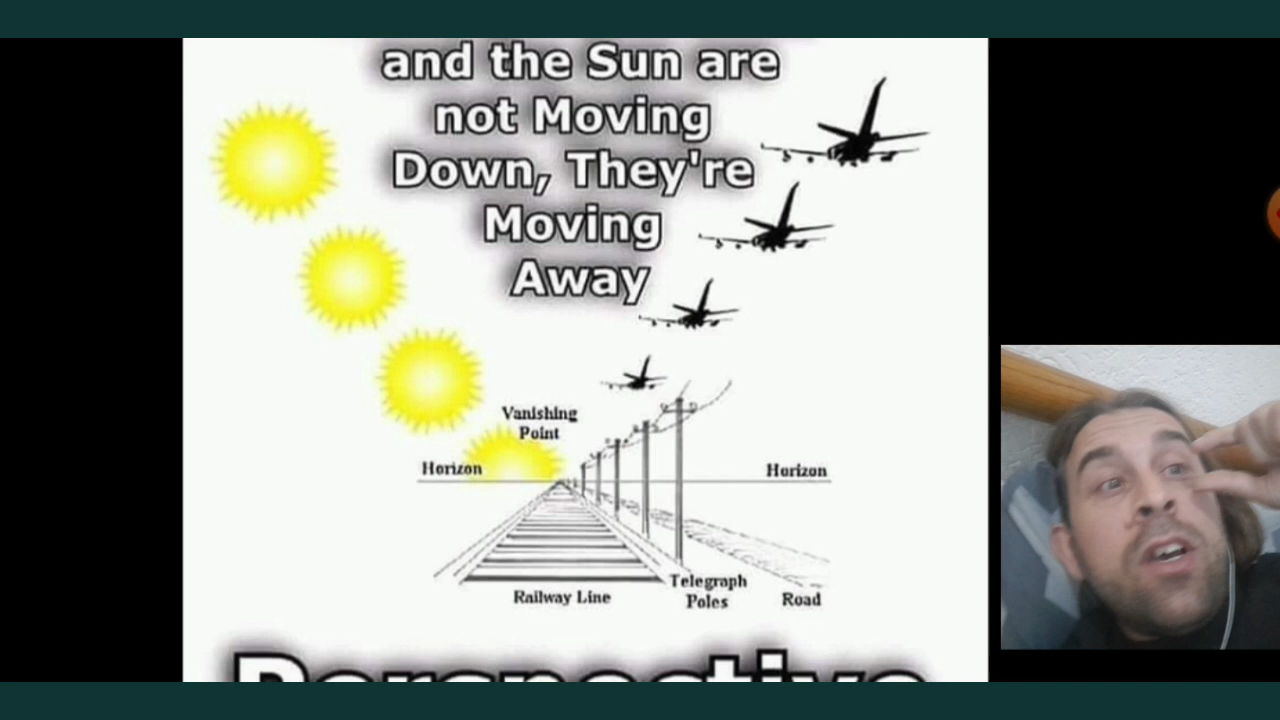 and the Sun are
not Moving
Down, They're
Moving
Away
Vanishing
Point
Horizon
Horizon
Railway Line
Telegraph
Poles
Road
Perspective